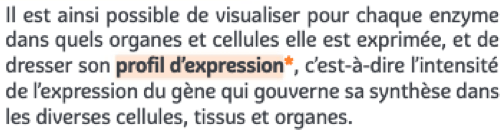 Il est ainsi possible de visualiser pour chaque enzyme
dans quels organes et cellules elle est exprimée, et de
dresser son profil d'expression*, c'est-à-dire l'intensité
de l'expression du gène qui gouverne sa synthèse dans
les diverses cellules, tissus et organes.